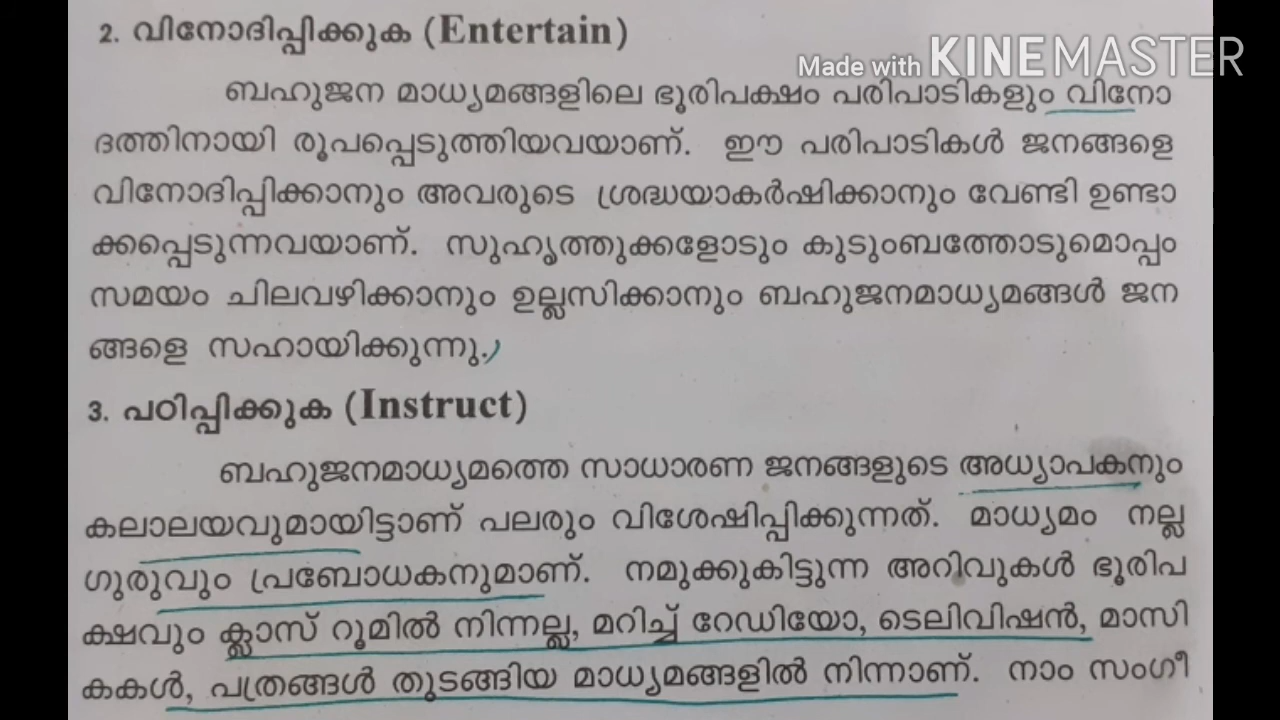 2. വിനോദിപ്പിക്കുക (Entertain)
Made with KINEMASTER
ബഹുജന മാധ്യമങ്ങളിലെ ഭൂരിപക്ഷം പരിപാടികളും വിനോ
ദത്തിനായി രൂപപ്പെടുത്തിയവയാണ്. ഈ പരിപാടികൾ ജനങ്ങളെ
വിനോദിപ്പിക്കാനും അവരുടെ ശ്രദ്ധയാകർഷിക്കാനും വേണ്ടി ഉണ്ടാ
ക്കപ്പെടുന്നവയാണ്. സുഹൃത്തുക്കളോടും കുടുംബത്തോടുമൊപ്പം
സമയം ചിലവഴിക്കാനും ഉല്ലസിക്കാനും ബഹുജനമാധ്യമങ്ങൾ ജന
ങ്ങളെ സഹായിക്കുന്നു.
3. പഠിപ്പിക്കുക (Instruct)
ബഹുജനമാധ്യമത്തെ സാധാരണ ജനങ്ങളുടെ അധ്യാപകനും
കലാലയവുമായിട്ടാണ് പലരും വിശേഷിപ്പിക്കുന്നത്. മാധ്യമം നല്ല
ഗുരുവും പ്രബോധകനുമാണ്. നമുക്കുകിട്ടുന്ന അറിവുകൾ ഭൂരിപ
ക്ഷവും ക്ലാസ് റൂമിൽ നിന്നല്ല, മറിച്ച് റേഡിയോ, ടെലിവിഷൻ, മാസി
കകൾ, പത്രങ്ങൾ തുടങ്ങിയ മാധ്യമങ്ങളിൽ നിന്നാണ്. നാം സംഗീ